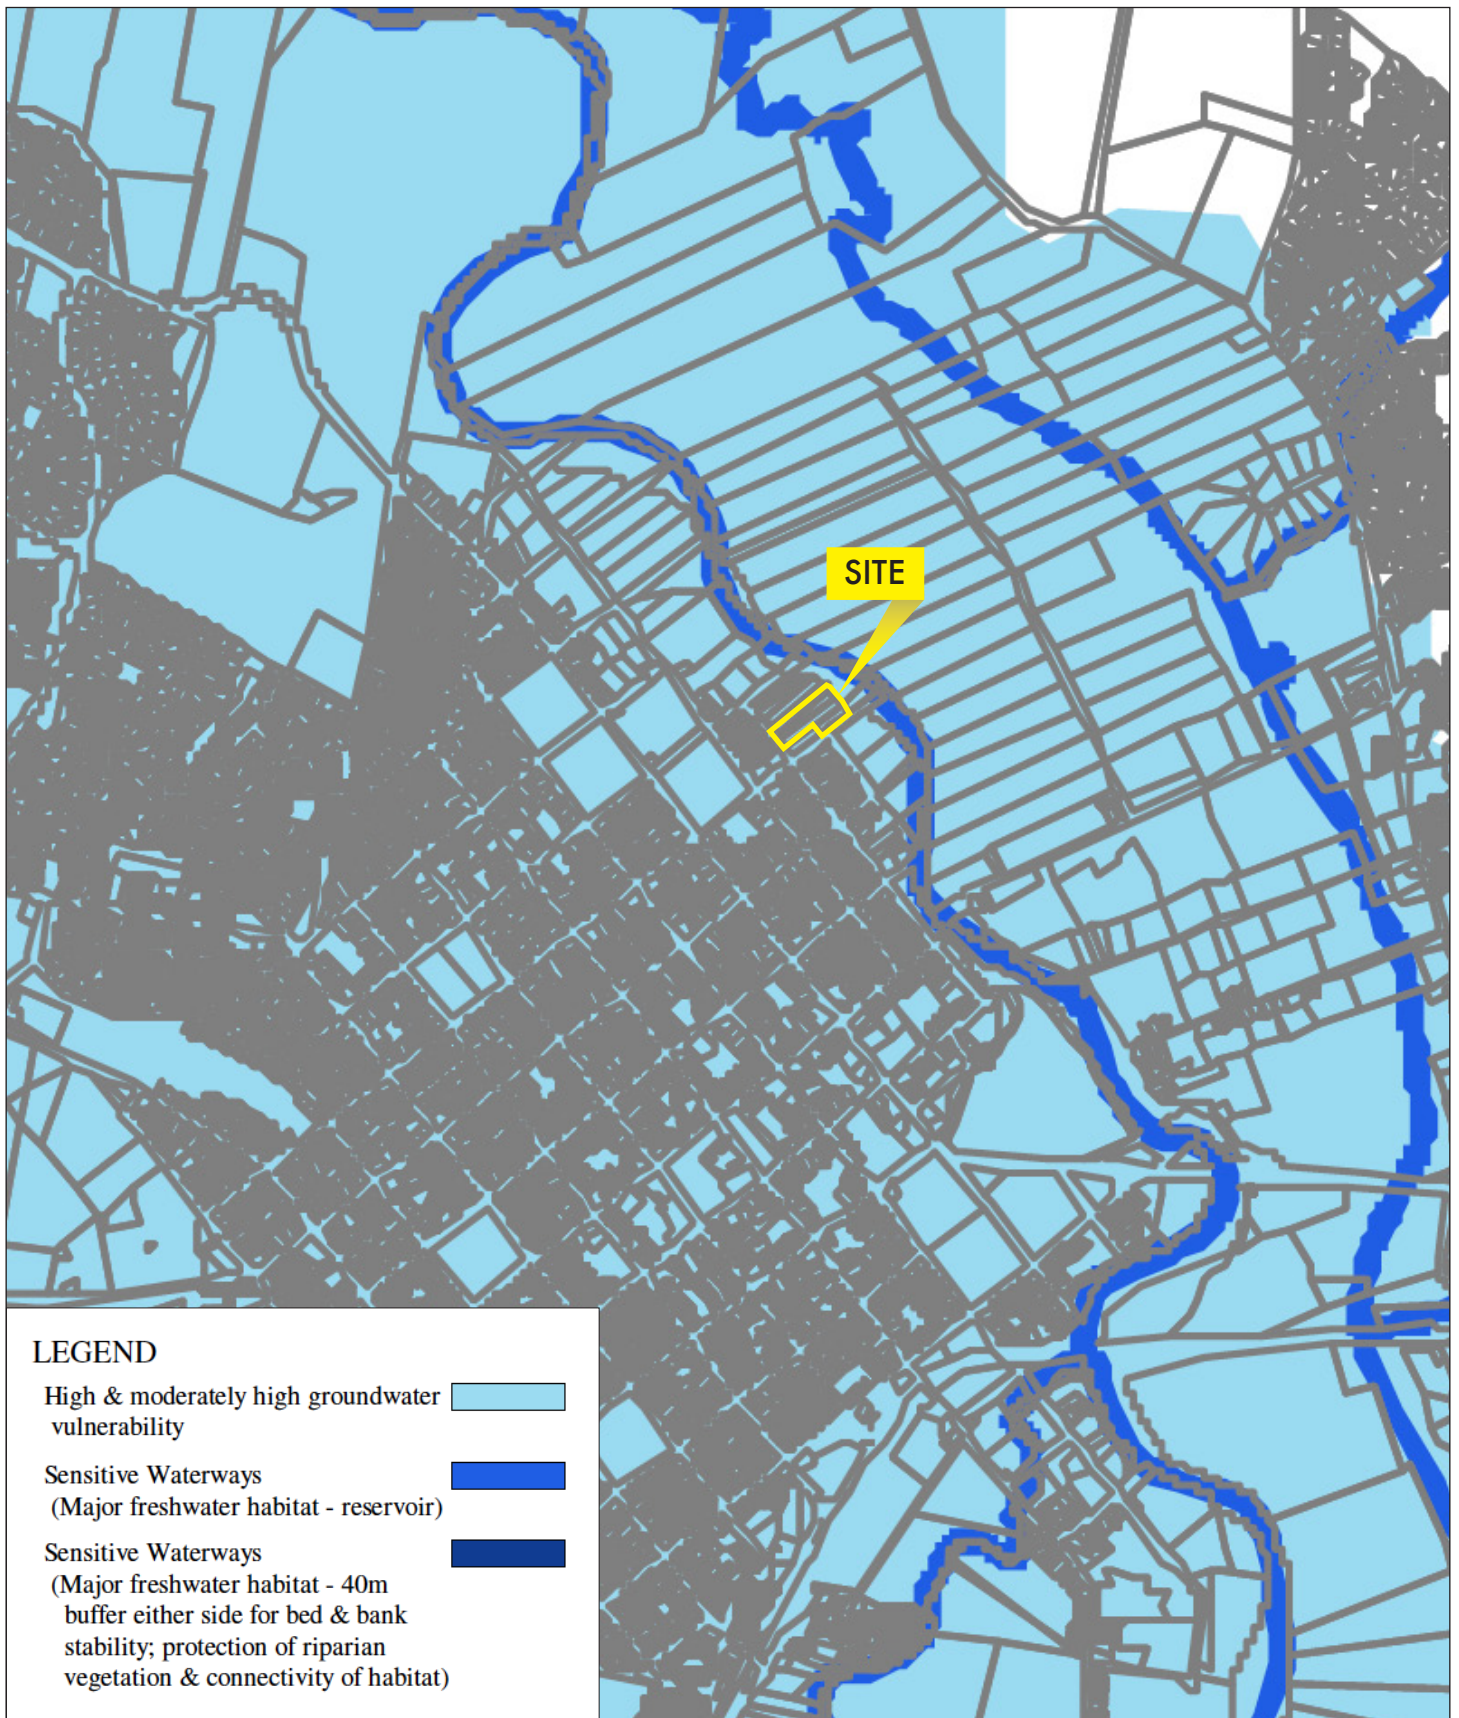 SITE
LEGEND
High & moderately high groundwater
vulnerability
Sensitive Waterways
(Major freshwater habitat - reservoir)
Sensitive Waterways
(Major freshwater habitat - 40m
buffer either side for bed & bank
stability; protection of riparian
vegetation & connectivity of habitat)